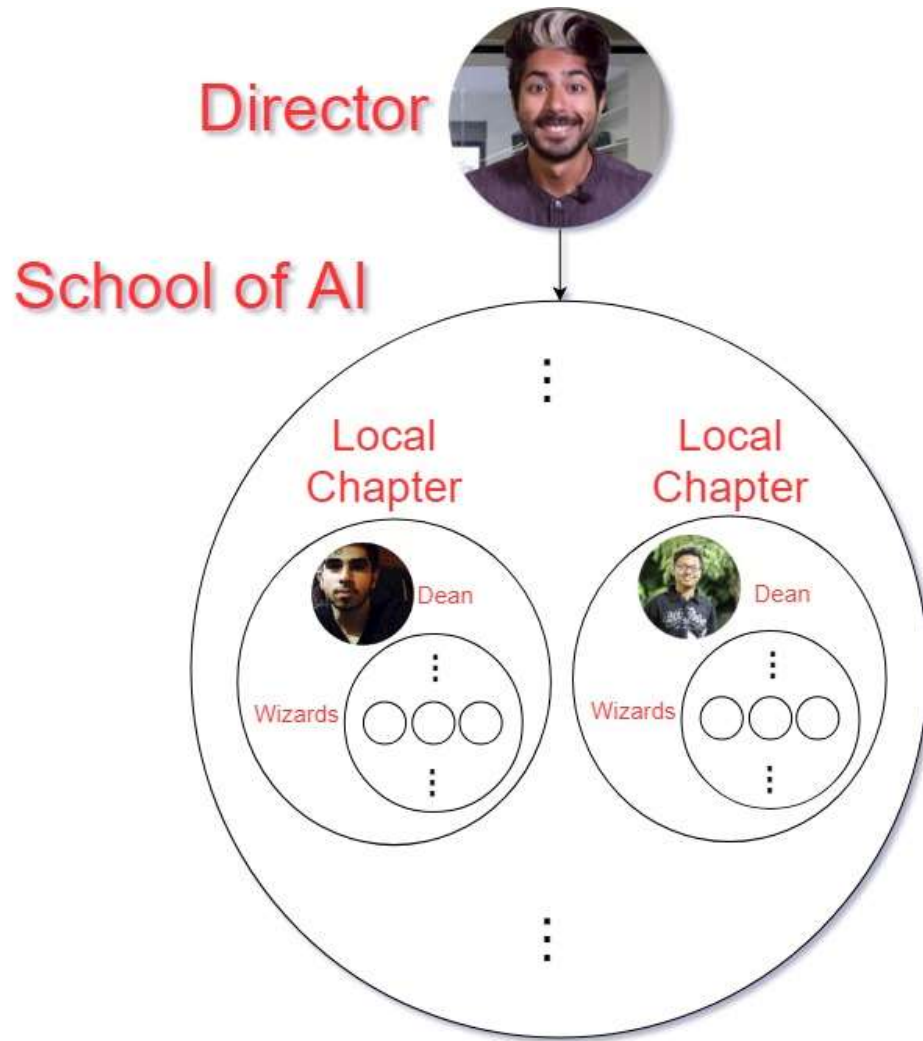 Director
School of AI
Local
Chapter
Local
Chapter
Dean
Dean
Wizards
Wizards